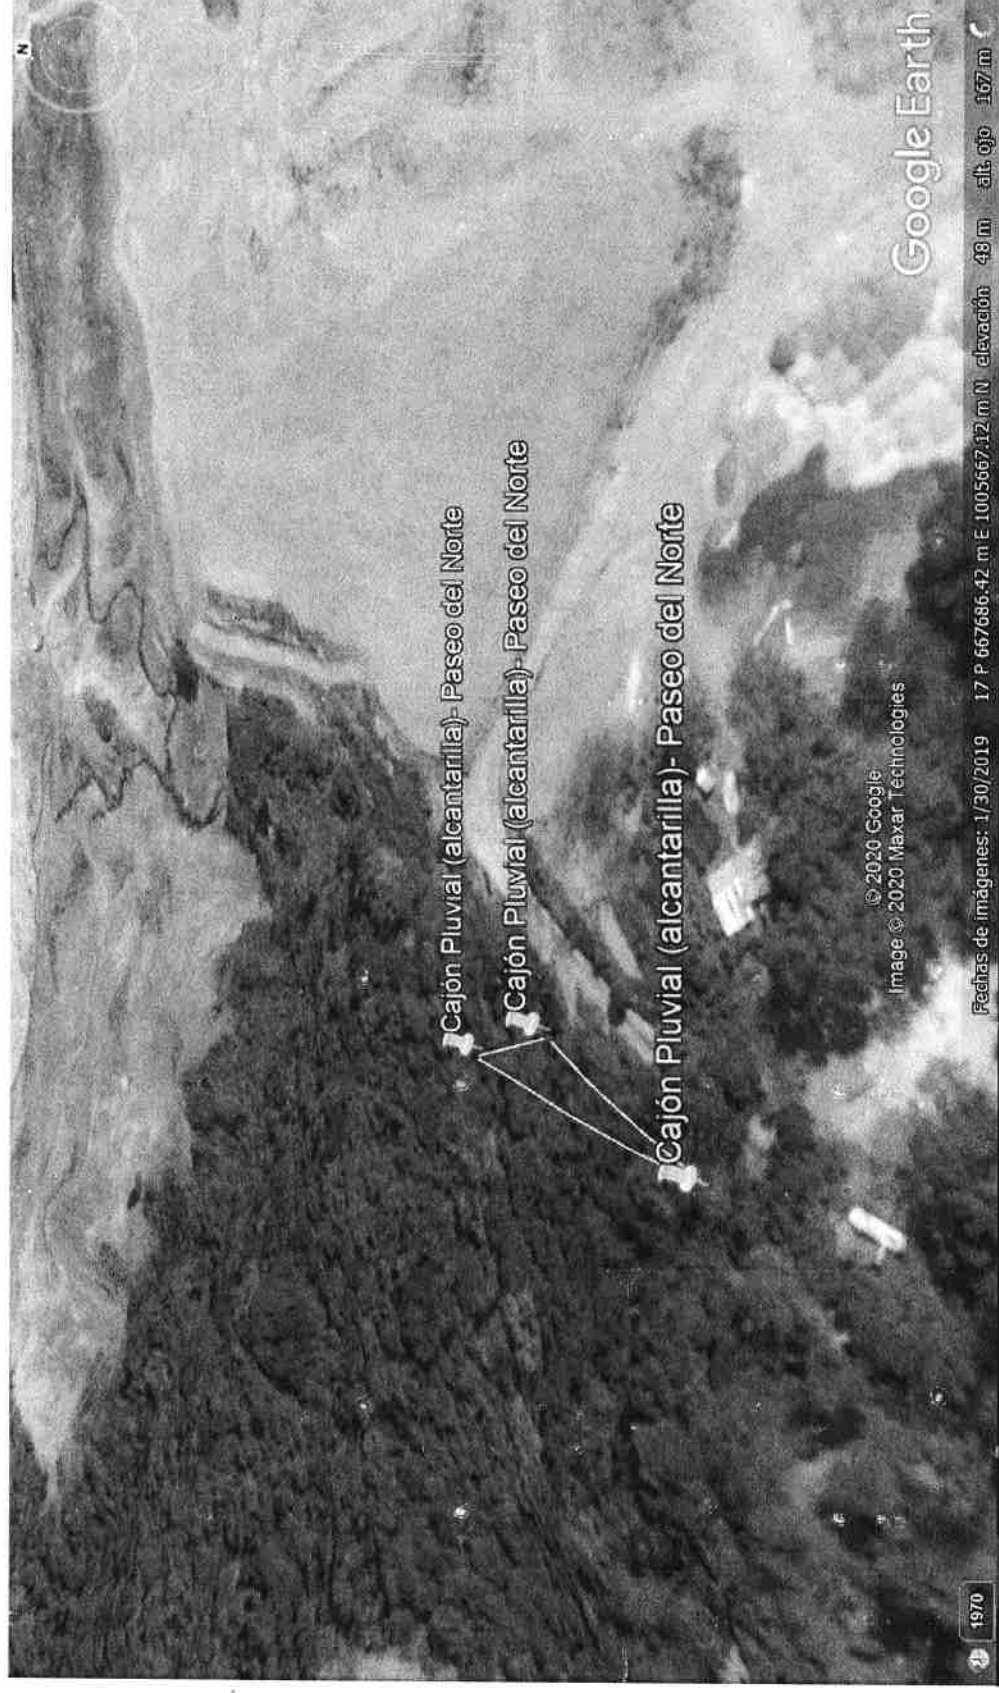 N
Cajón Pluvial (alcantarilla)- Paseo del Norte
Cajón Pluvial (alcantarilla)- Paseo del Norte
Cajón Pluvial (alcantarilla)- Paseo del Norte
© 2020 Google
Image © 2020 Maxar Technologies
Google Earth
1970
Fechas de imágenes: 1/30/2019 17 P 667686.42 m E 1005667.12 m N elevación 48 m alt. ojo 167 m